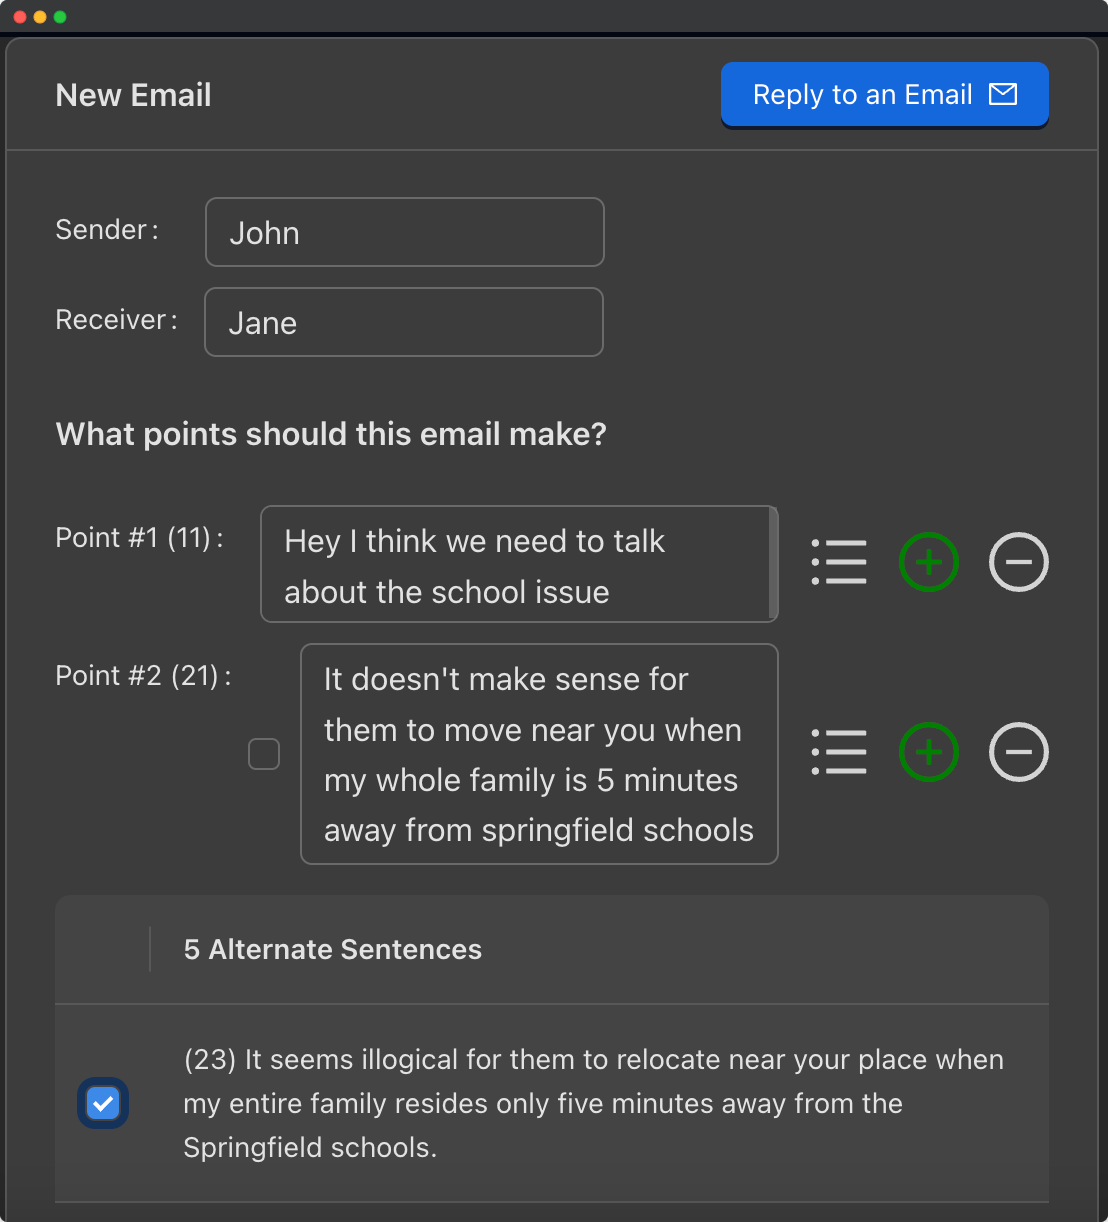 New Email
Reply to an Email
Sender:
John
Receiver:
Jane
What points should this email make?
Point #1 (11):
Hey I think we need to talk
about the school issue
Point #2 (21):
It doesn't make sense for
them to move near you when
my whole family is 5 minutes
away from springfield schools
5 Alternate Sentences
(23) It seems illogical for them to relocate near your place when
my entire family resides only five minutes away from the
Springfield schools.